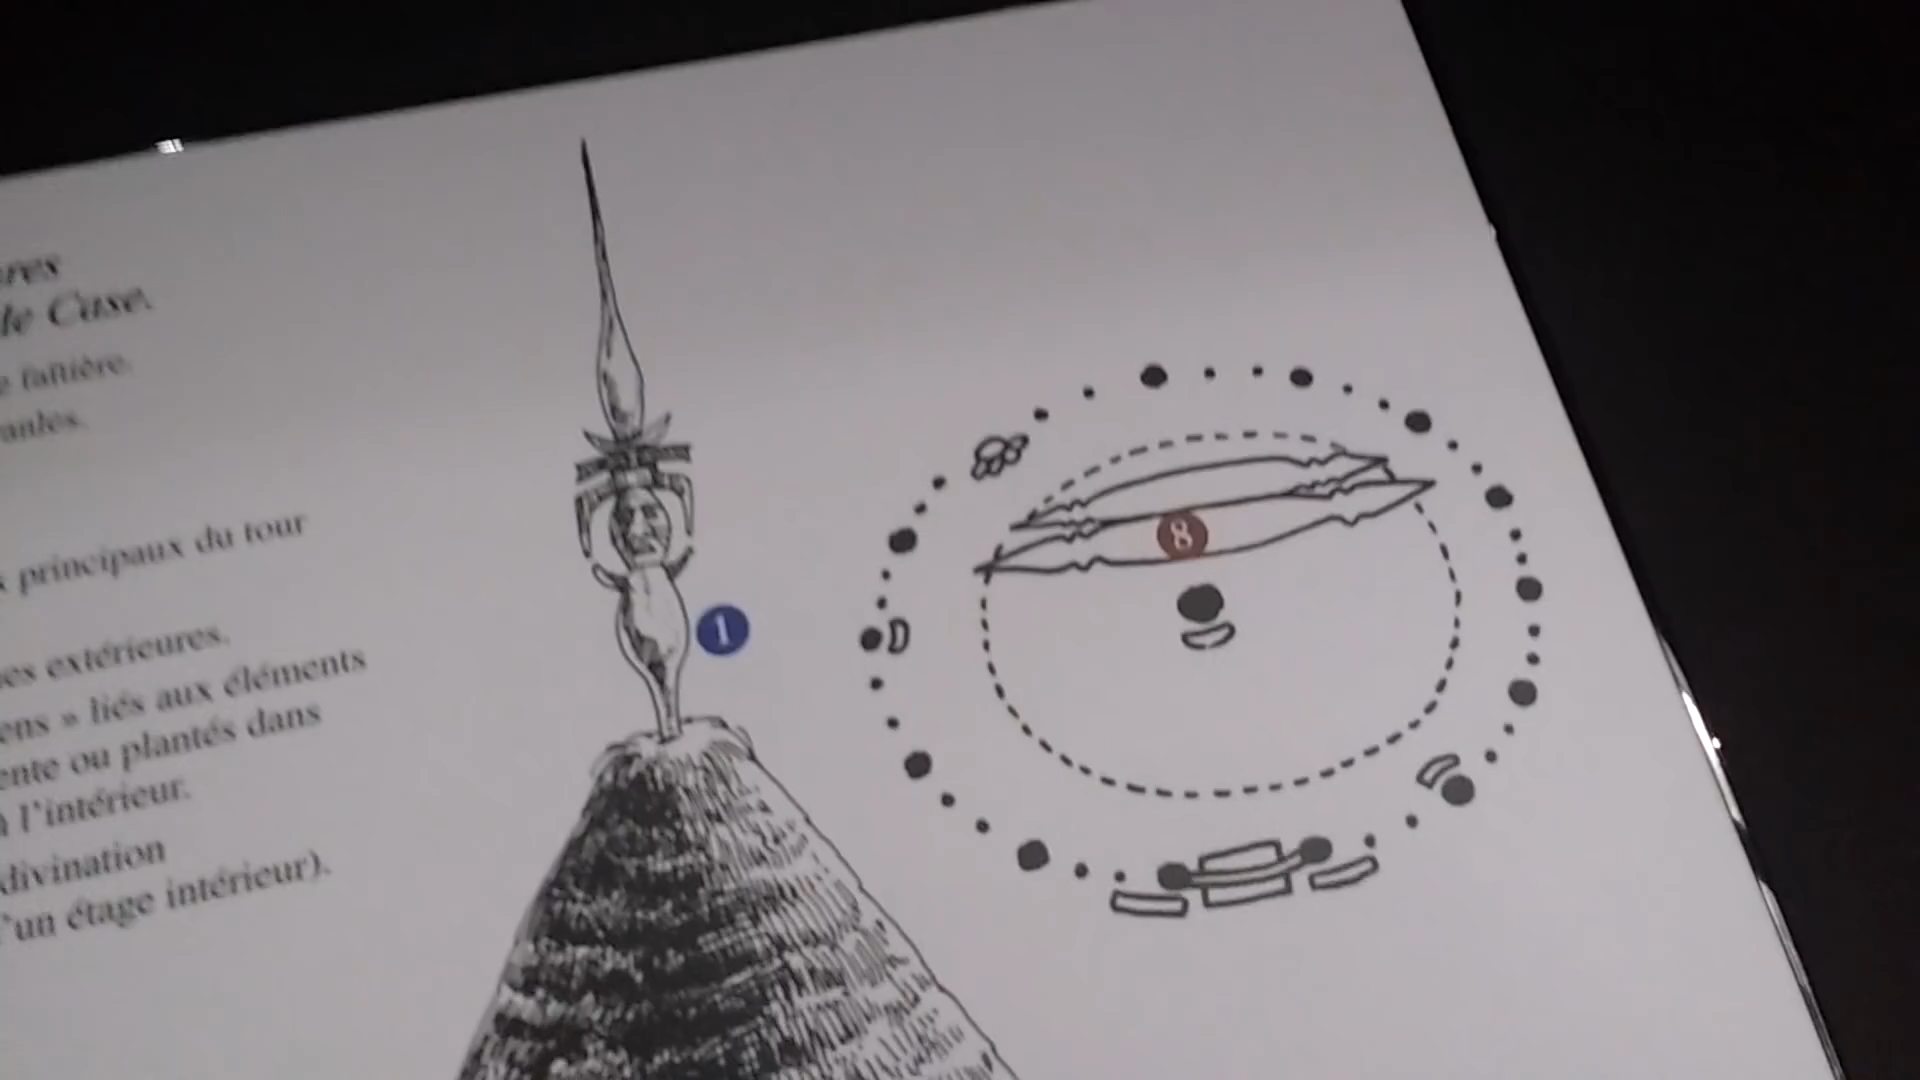 res
de Case.
faîtière.
principaux du tour
es extérieures.
ens » liés aux éléments
ente ou plantés dans
à l'intérieur.
divination
'un étage intérieur).
1
8